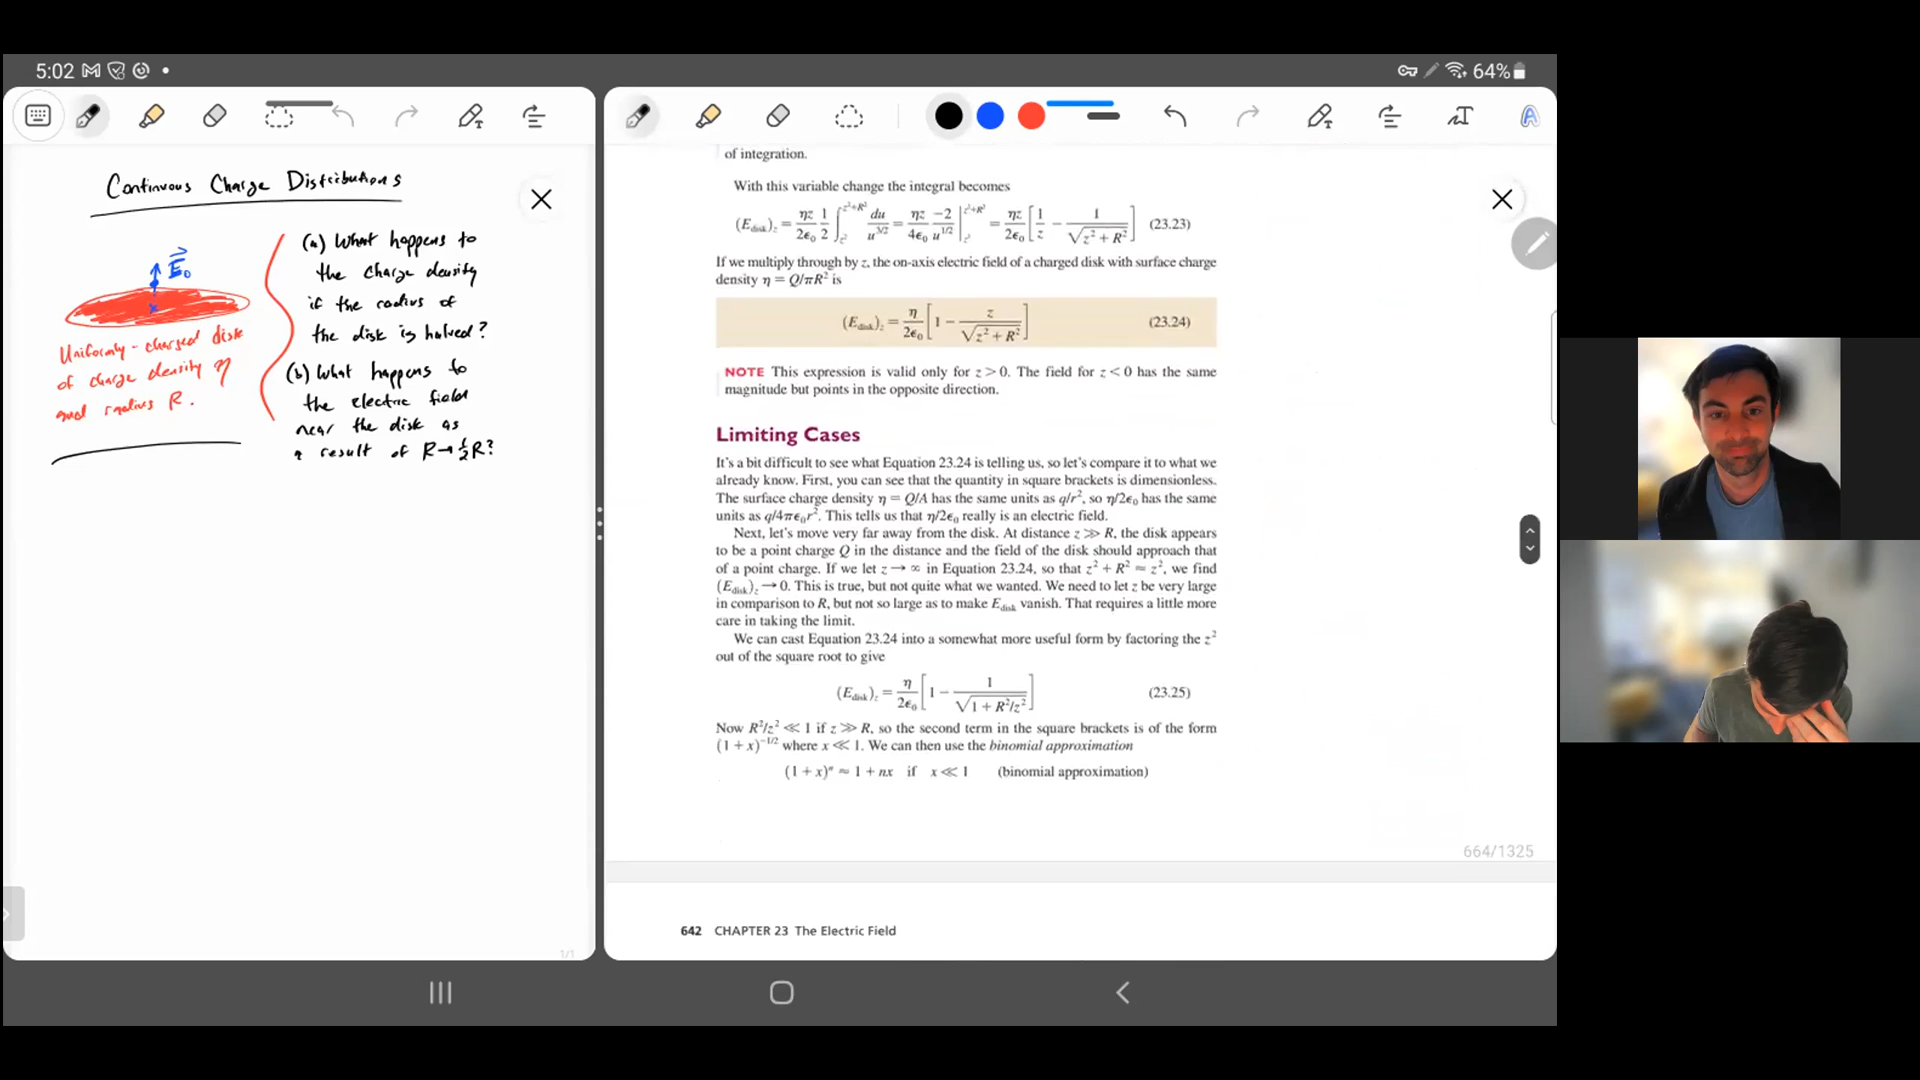 5:02
64%
Continuous Charge Distributions
E⃗₀
Uniformly-charged disk
of charge density η
and radius R.
(a) What happens to
the charge density
if the radius of
the disk is halved?
(b) What happens to
the electric field
near the disk as
a result of R→½R?
1/1
of integration.
With this variable change the integral becomes
(E_disk)_z = ηz/2ϵ₀ 1/2 ∫_{z²}^{z²+R²} du/u^{3/2} = ηz/4ϵ₀ −2/u^{1/2} |_{z²}^{z²+R²} = ηz/2ϵ₀ [1/z − 1/√(z² + R²)] (23.23)
If we multiply through by z, the on-axis electric field of a charged disk with surface charge
density η = Q/πR² is
(E_disk)_z = η/2ϵ₀ [1 − z/√(z² + R²)] (23.24)
NOTE This expression is valid only for z > 0. The field for z < 0 has the same
magnitude but points in the opposite direction.
Limiting Cases
It's a bit difficult to see what Equation 23.24 is telling us, so let's compare it to what we
already know. First, you can see that the quantity in square brackets is dimensionless.
The surface charge density η = Q/A has the same units as q/r², so η/2ϵ₀ has the same
units as q/4πϵ₀r². This tells us that η/2ϵ₀ really is an electric field.
Next, let's move very far away from the disk. At distance z ≫ R, the disk appears
to be a point charge Q in the distance and the field of the disk should approach that
of a point charge. If we let z → ∞ in Equation 23.24, so that z² + R² ≈ z², we find
(E_disk)_z → 0. This is true, but not quite what we wanted. We need to let z be very large
in comparison to R, but not so large as to make E_disk vanish. That requires a little more
care in taking the limit.
We can cast Equation 23.24 into a somewhat more useful form by factoring the z²
out of the square root to give
(E_disk)_z = η/2ϵ₀ [1 − 1/√(1 + R²/z²)] (23.25)
Now R²/z² ≪ 1 if z ≫ R, so the second term in the square brackets is of the form
(1 + x)^{−1/2} where x ≪ 1. We can then use the binomial approximation
(1 + x)ⁿ ≈ 1 + nx if x ≪ 1 (binomial approximation)
664/1325
642 CHAPTER 23 The Electric Field